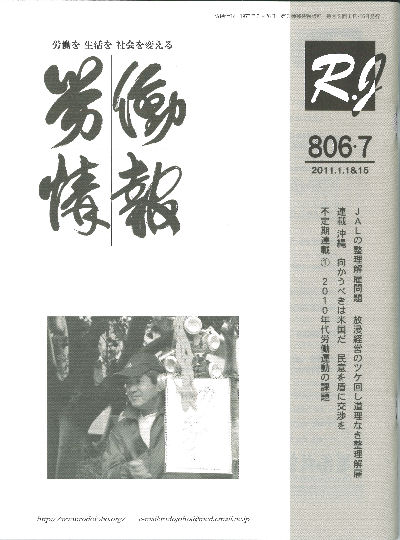 労働を 生活を 社会を変える
労働
情報
R.J
806・7
2011.1.1&15
JALの整理解雇問題 放漫経営のツケ回し道理なき整理解雇
連載 沖縄 向かうべきは米国だ 民意を盾に交渉を
不定期連載① 2010年代労働運動の課題